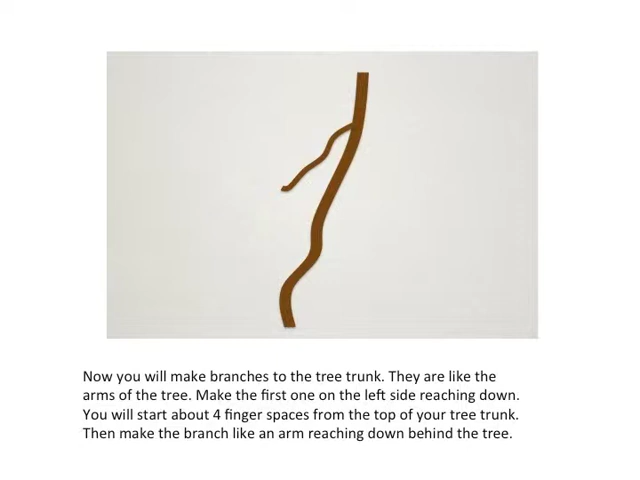 Now you will make branches to the tree trunk. They are like the
arms of the tree. Make the first one on the left side reaching down.
You will start about 4 finger spaces from the top of your tree trunk.
Then make the branch like an arm reaching down behind the tree.